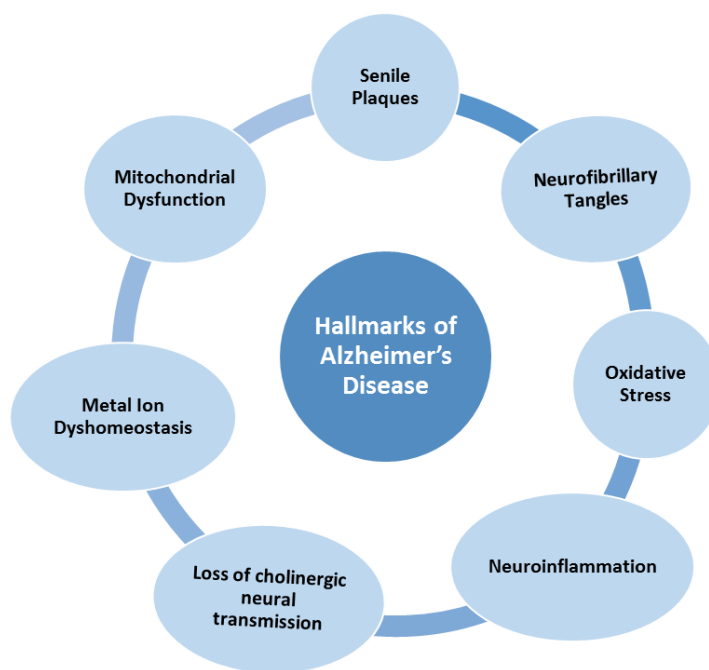 Senile
Plaques
Neurofibrillary
Tangles
Oxidative
Stress
Neuroinflammation
Loss of cholinergic
neural
transmission
Metal Ion
Dyshomeostasis
Mitochondrial
Dysfunction
Hallmarks of
Alzheimer’s
Disease